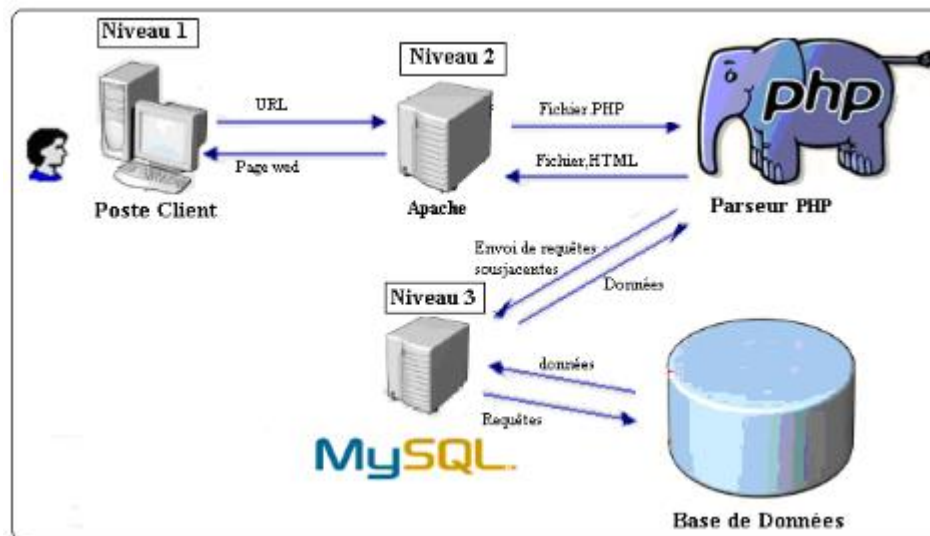 Niveau 1
Niveau 2
URL
Page wed
Poste Client
Apache
Fichier.PHP
Fichier,HTML
php
Parseur PHP
Envoi de requêtes
sousjacentes
Données
Niveau 3
données
Requêtes
MySQL
Base de Données